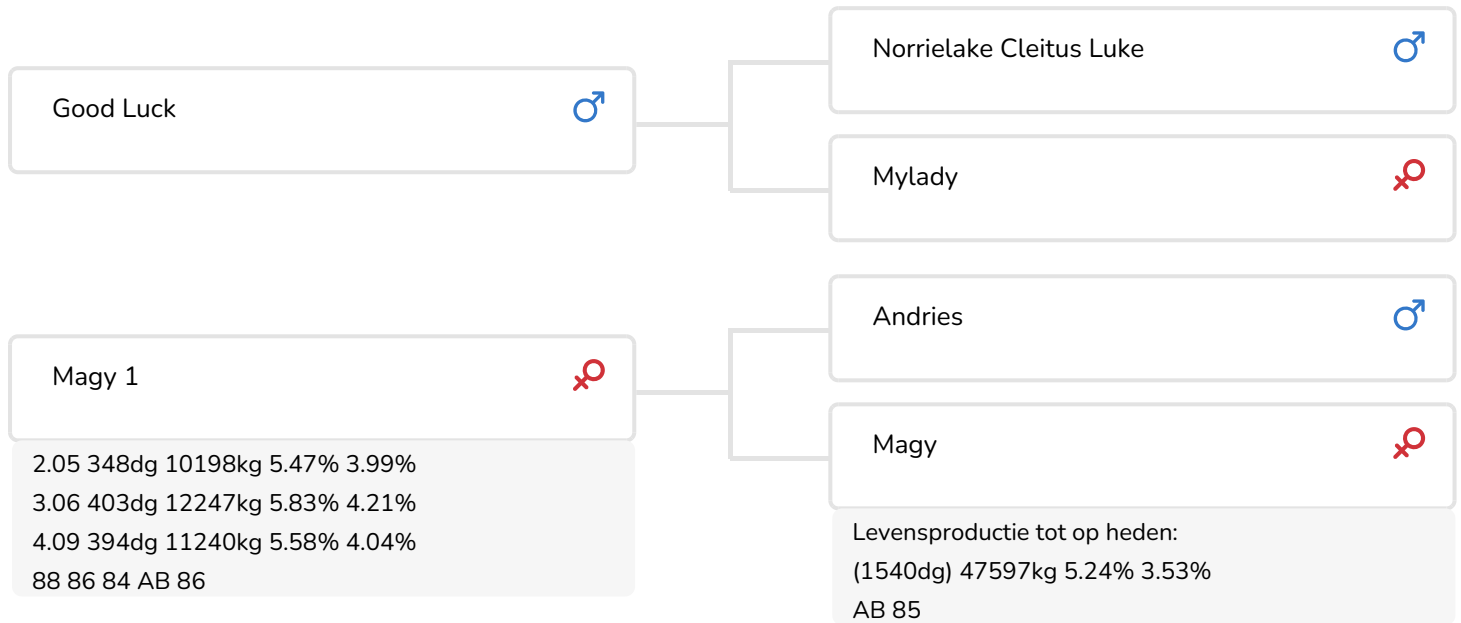 Norrielake Cleitus Luke
Good Luck
Mylady
Andries
Magy 1
Magy
2.05 348dg 10198kg 5.47% 3.99%
3.06 403dg 12247kg 5.83% 4.21%
4.09 394dg 11240kg 5.58% 4.04%
88 86 84 AB 86
Levensproductie tot op heden:
(1540dg) 47597kg 5.24% 3.53%
AB 85